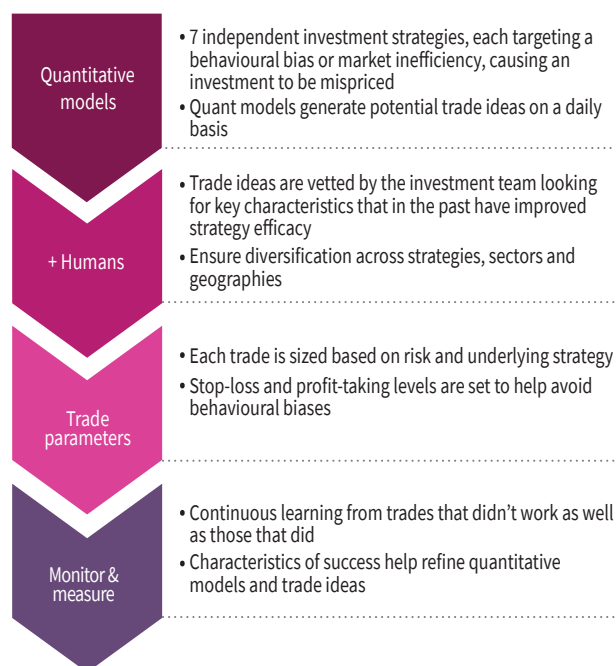 Quantitative
models
• 7 independent investment strategies, each targeting a
behavioural bias or market inefficiency, causing an
investment to be mispriced
• Quant models generate potential trade ideas on a daily
basis
+ Humans
• Trade ideas are vetted by the investment team looking
for key characteristics that in the past have improved
strategy efficacy
• Ensure diversification across strategies, sectors and
geographies
Trade
parameters
• Each trade is sized based on risk and underlying strategy
• Stop-loss and profit-taking levels are set to help avoid
behavioural biases
Monitor &
measure
• Continuous learning from trades that didn’t work as well
as those that did
• Characteristics of success help refine quantitative
models and trade ideas